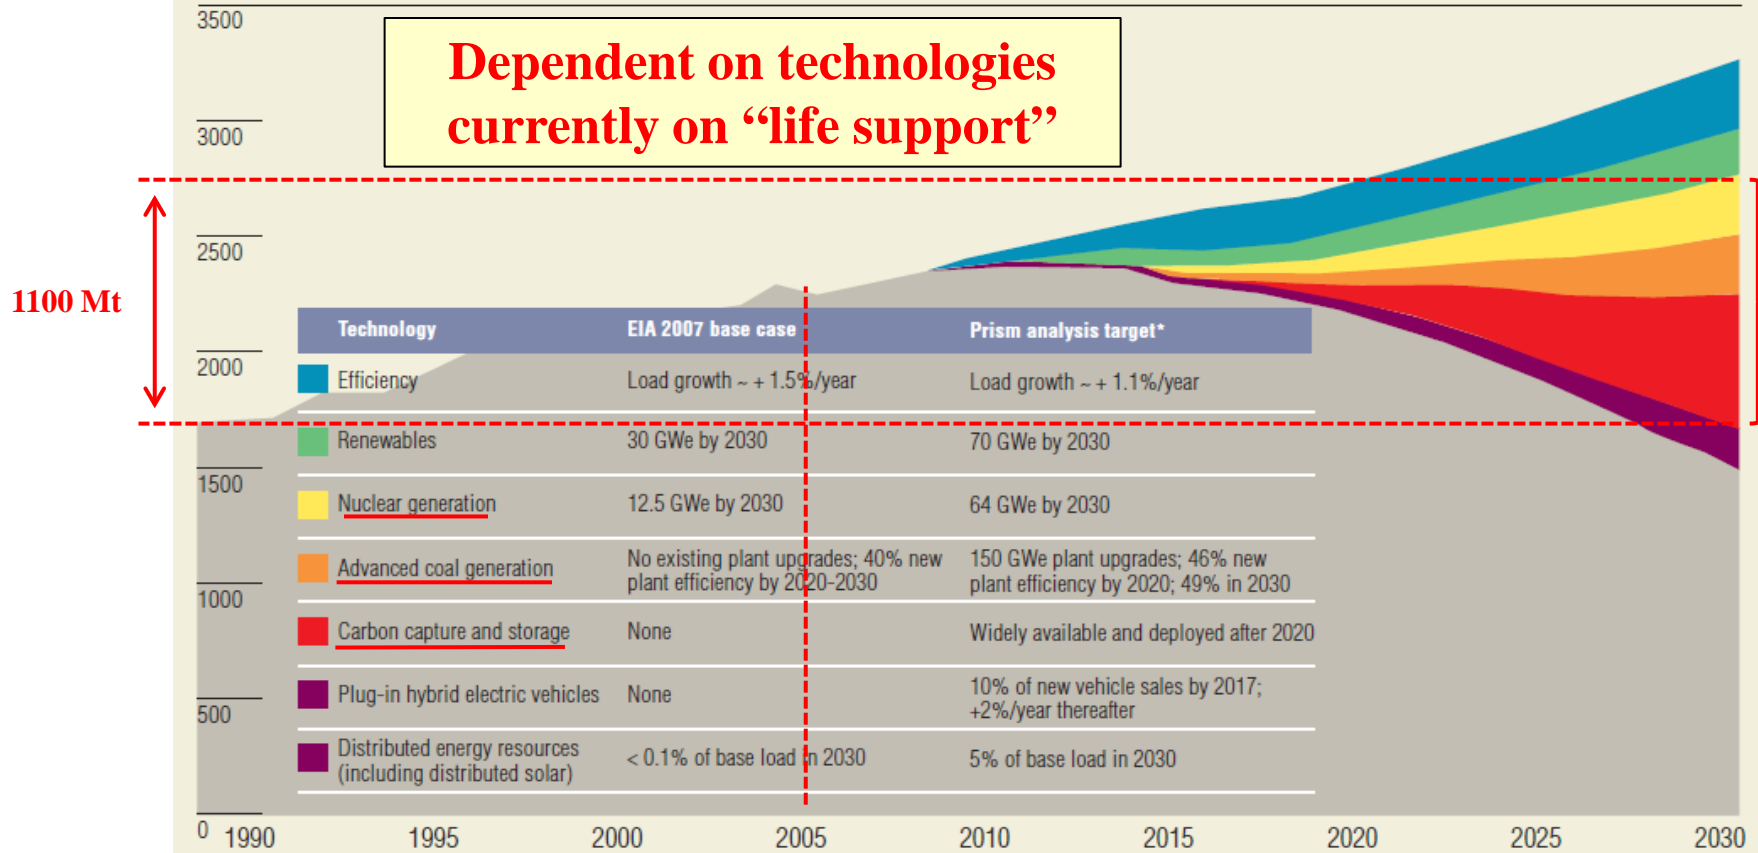 3500
Dependent on technologies
currently on “life support”
3000
2500
1100 Mt
2000
1500
1000
500
0
Technology EIA 2007 base case Prism analysis target*
Efficiency Load growth ~ + 1.5%/year Load growth ~ + 1.1%/year
Renewables 30 GWe by 2030 70 GWe by 2030
Nuclear generation 12.5 GWe by 2030 64 GWe by 2030
Advanced coal generation No existing plant upgrades; 40% new 150 GWe plant upgrades; 46% new
plant efficiency by 2020-2030 plant efficiency by 2020; 49% in 2030
Carbon capture and storage None Widely available and deployed after 2020
Plug-in hybrid electric vehicles None 10% of new vehicle sales by 2017;
+2%/year thereafter
Distributed energy resources < 0.1% of base load in 2030 5% of base load in 2030
(including distributed solar)
1990 1995 2000 2005 2010 2015 2020 2025 2030